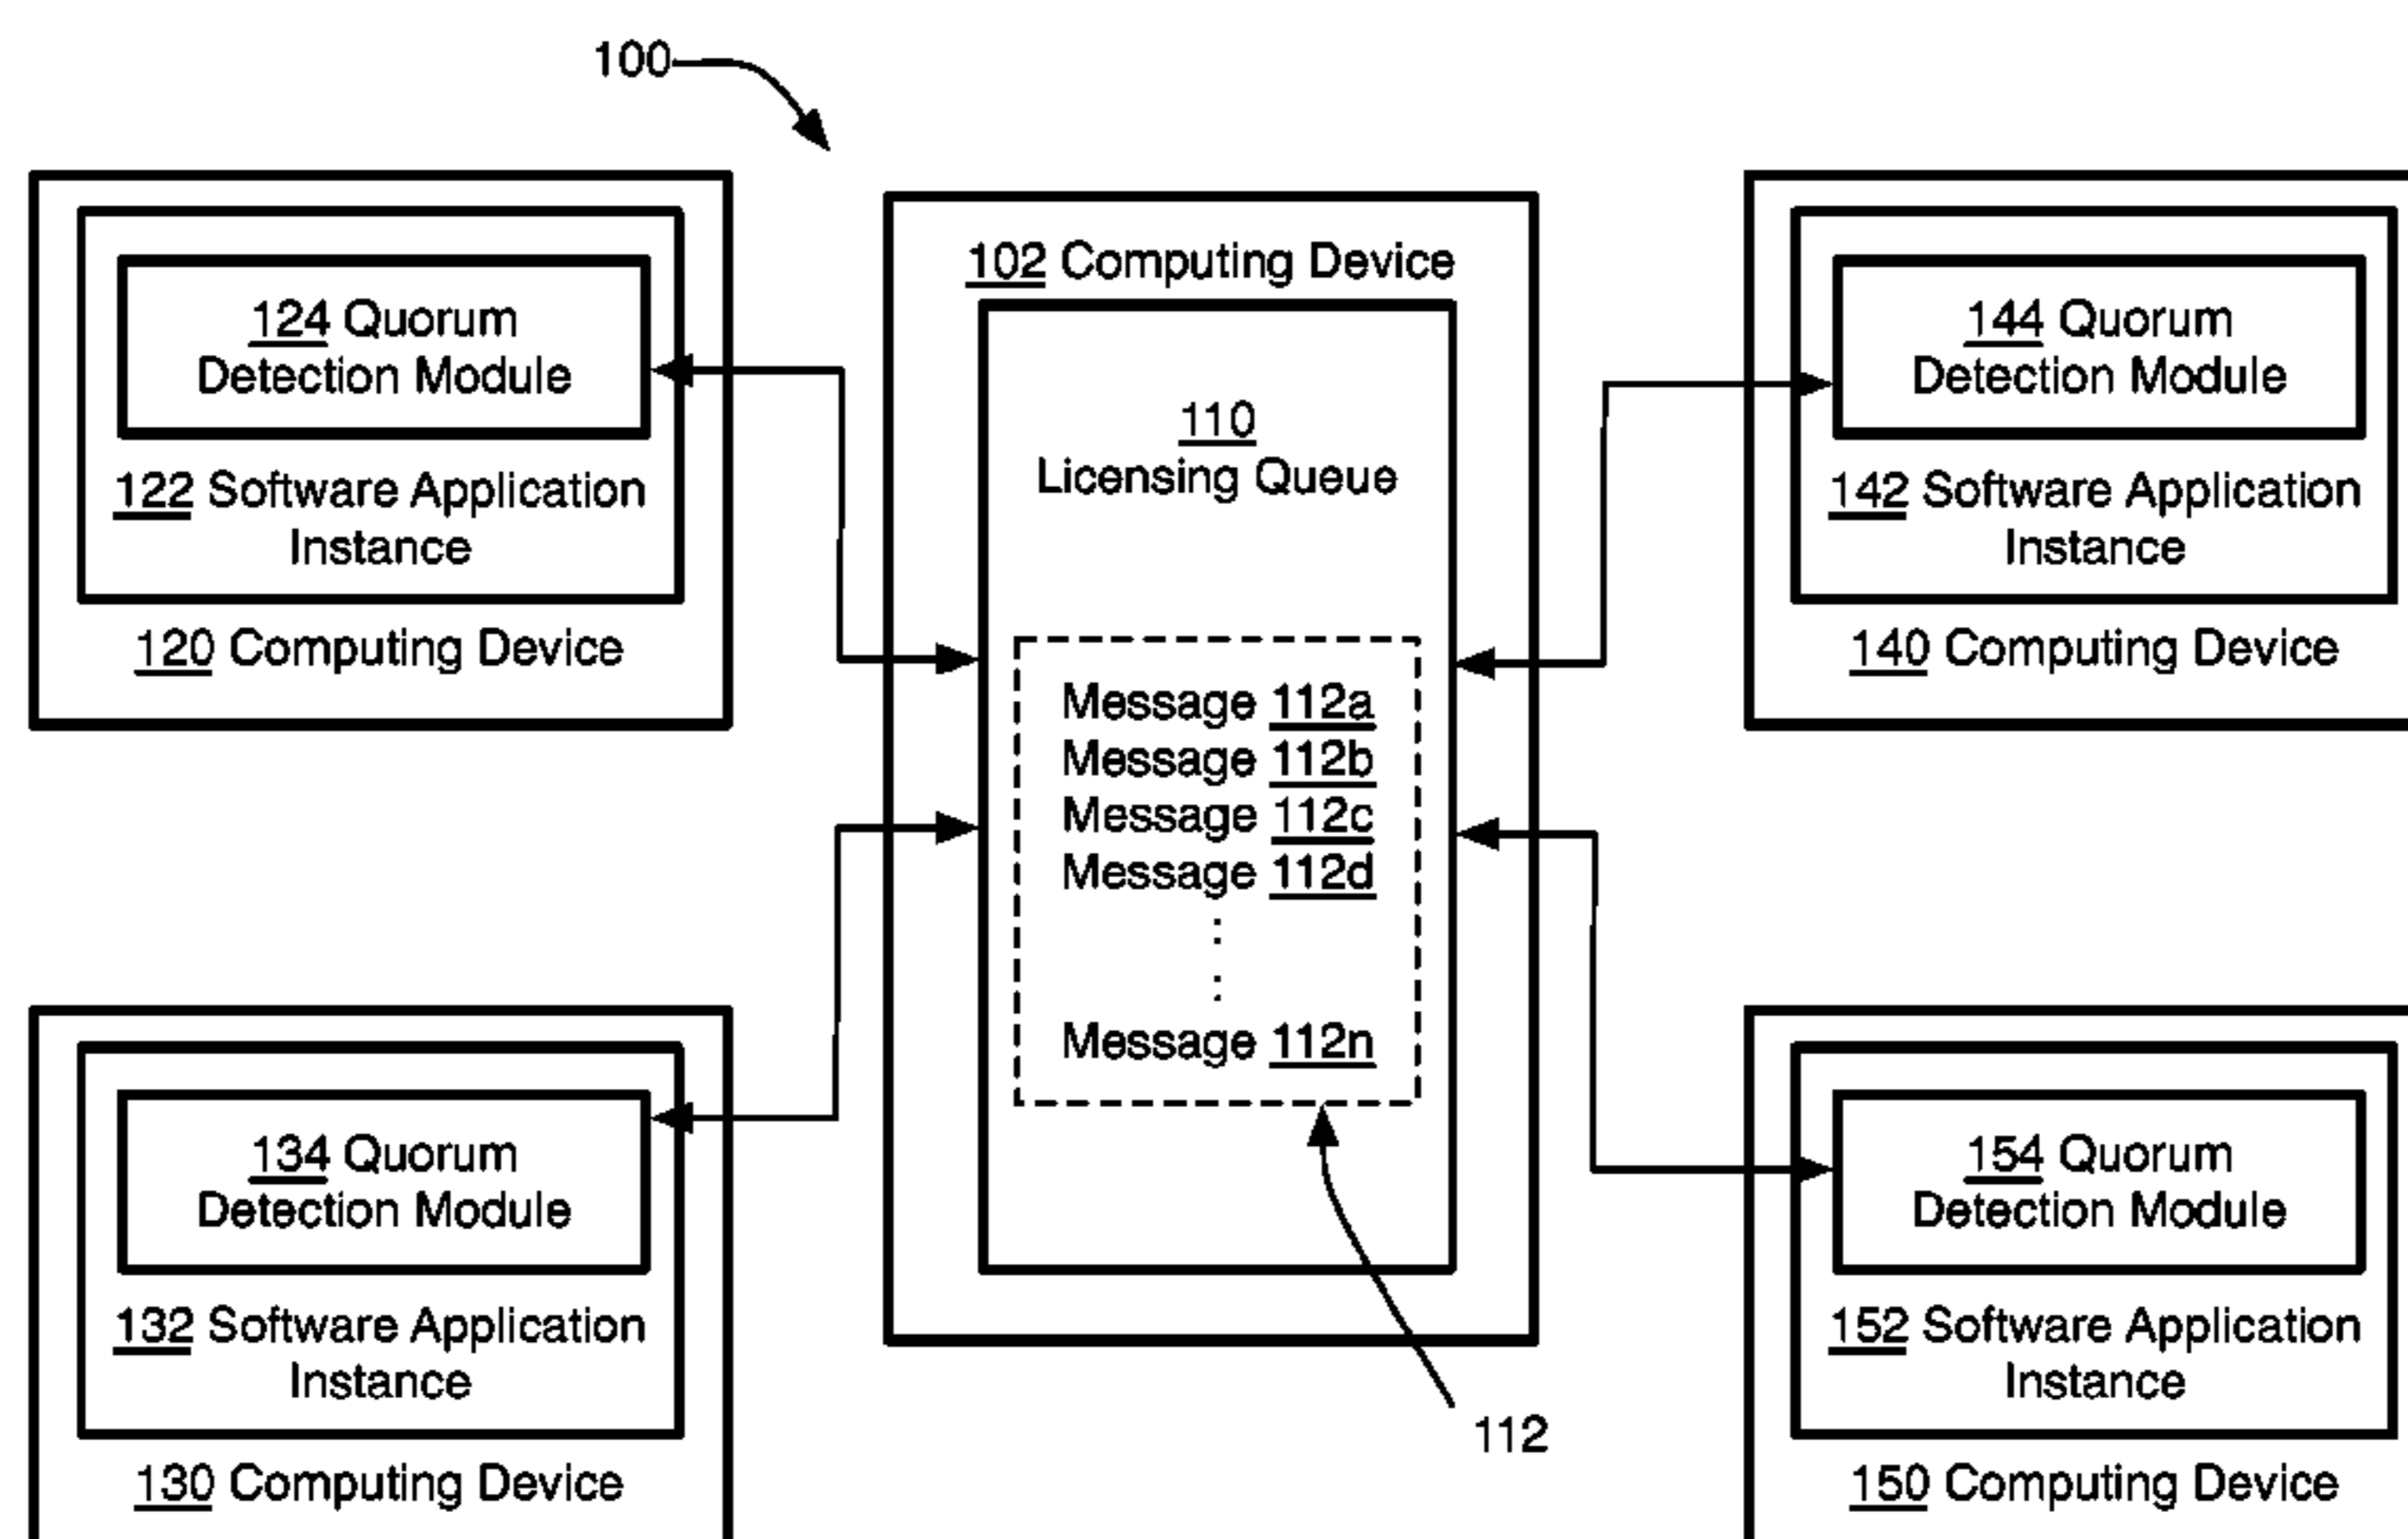 100
124 Quorum
Detection Module
122 Software Application
Instance
120 Computing Device
134 Quorum
Detection Module
132 Software Application
Instance
130 Computing Device
102 Computing Device
110
Licensing Queue
Message 112a
Message 112b
Message 112c
Message 112d
Message 112n
112
144 Quorum
Detection Module
142 Software Application
Instance
140 Computing Device
154 Quorum
Detection Module
152 Software Application
Instance
150 Computing Device